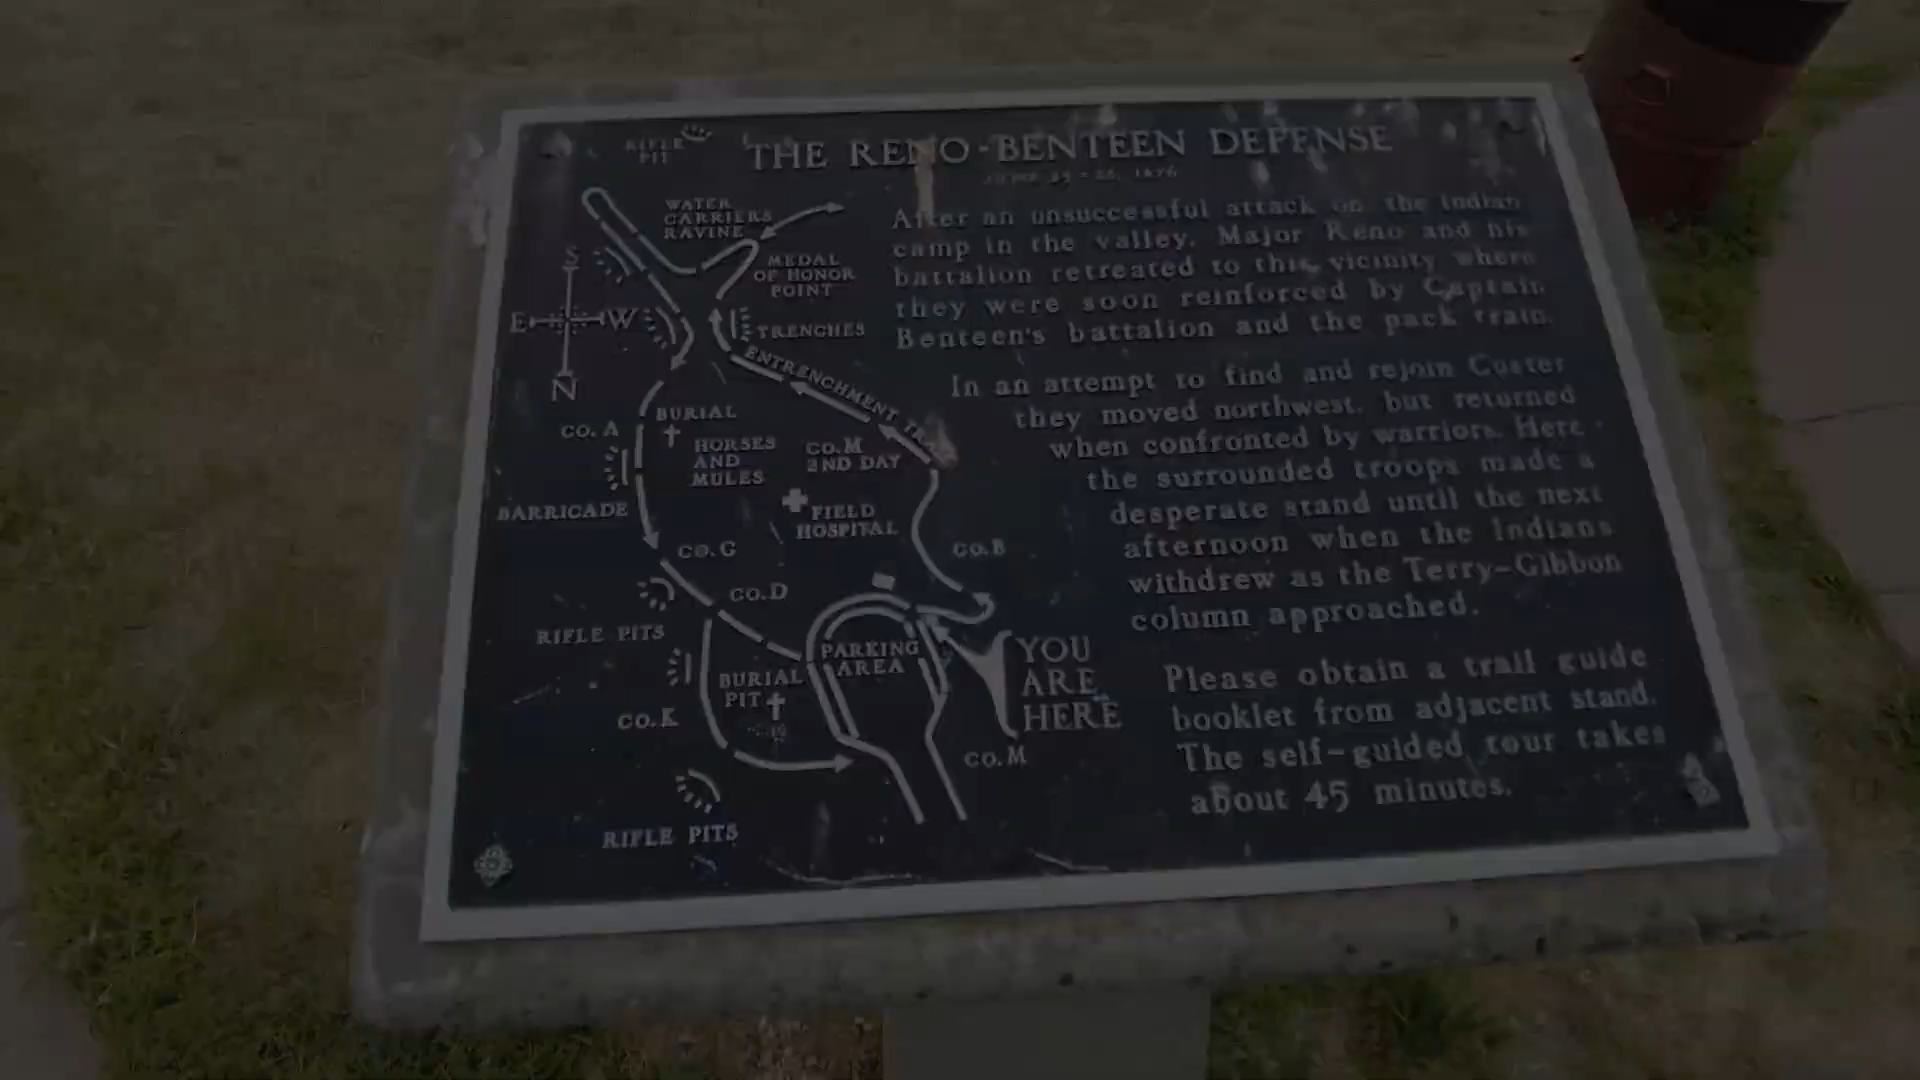 THE RENO-BENTEEN DEFENSE
JUNE 25-26, 1876
After an unsuccessful attack on the Indian
camp in the valley, Major Reno and his
battalion retreated to this vicinity where
they were soon reinforced by Captain
Benteen's battalion and the pack train.
In an attempt to find and rejoin Custer
they moved northwest, but returned
when confronted by warriors. Here
the surrounded troops made a
desperate stand until the next
afternoon when the Indians
withdrew as the Terry-Gibbon
column approached.
Please obtain a trail guide
booklet from adjacent stand.
The self-guided tour takes
about 45 minutes.
RIFLE
PIT
WATER
CARRIERS
RAVINE
MEDAL
OF HONOR
POINT
S
E
W
N
TRENCHES
ENTRENCHMENT
BURIAL
CO. A
HORSES
AND
MULES
CO. M
2ND DAY
BARRICADE
FIELD
HOSPITAL
CO. G
CO. B
CO. D
RIFLE PITS
PARKING
AREA
YOU
ARE
HERE
BURIAL
PIT
CO. K
CO. M
RIFLE PITS